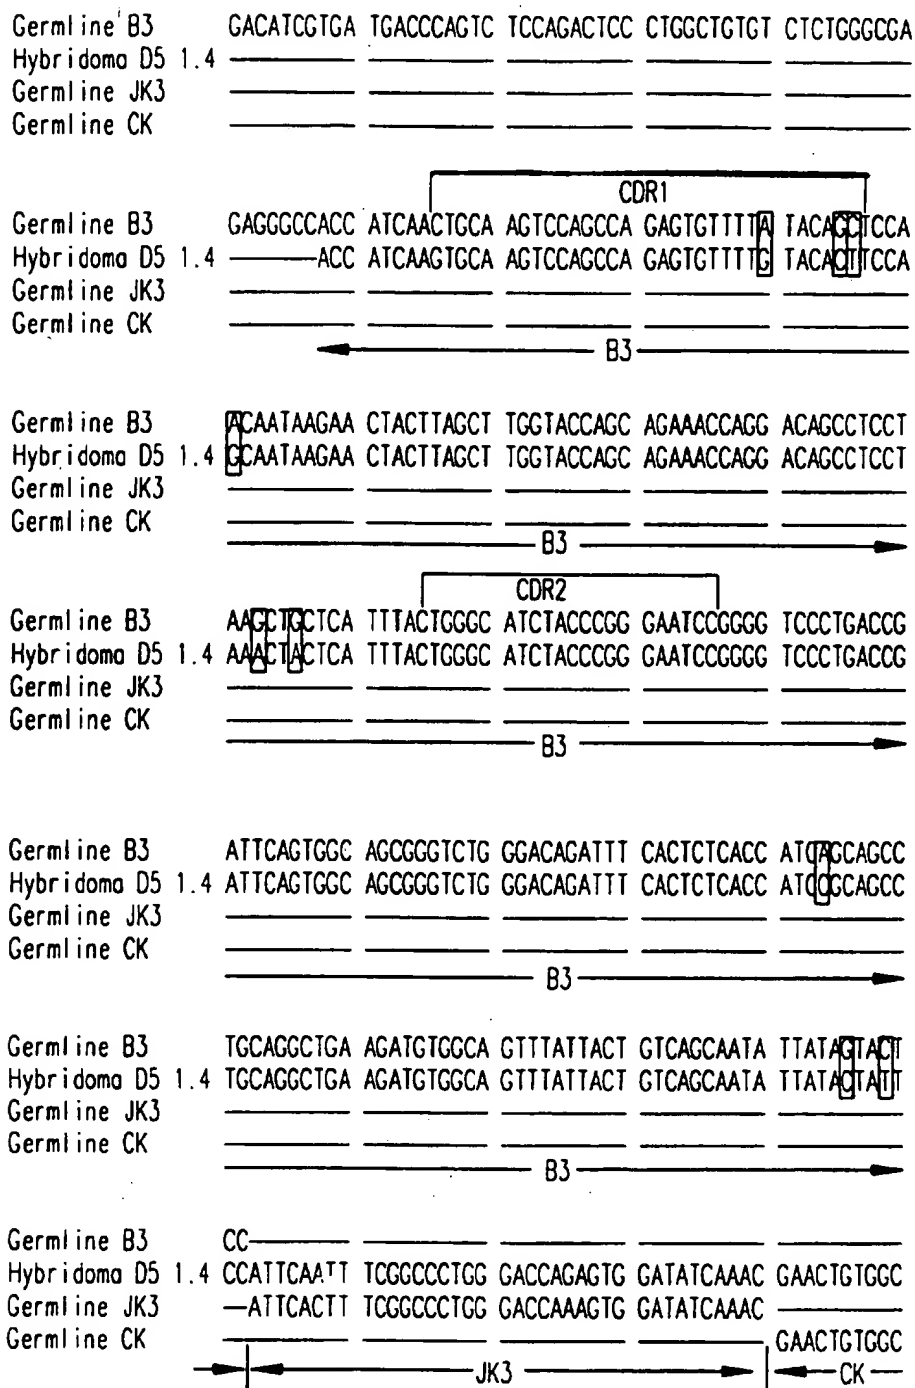 Germline B3 GACATCGTGA TGACCCAGTC TCCAGACTCC CTGGCTGTGT CTCTGGGCGA
Hybridoma D5 1.4 — — — — —
Germline JK3 — — — — —
Germline CK — — — — —
CDR1
Germline B3 GAGGGCCACC ATCAACTGCA AGTCCAGCCA GAGTGTTTTA TACAGCTCCA
Hybridoma D5 1.4 —ACC ATCAAGTGCA AGTCCAGCCA GAGTGTTTTG TACACTTCCA
Germline JK3 — — — — —
Germline CK — — — — —
B3
Germline B3 ACAATAAGAA CTACTTAGCT TGGTACCAGC AGAAACCAGG ACAGCCTCCT
Hybridoma D5 1.4 GCAATAAGAA CTACTTAGCT TGGTACCAGC AGAAACCAGG ACAGCCTCCT
Germline JK3 — — — — —
Germline CK — — — — —
B3
CDR2
Germline B3 AAGCTGCTCA TTTACTGGGC ATCTACCCGG GAATCCGGGG TCCCTGACCG
Hybridoma D5 1.4 AAACTACTCA TTTACTGGGC ATCTACCCGG GAATCCGGGG TCCCTGACCG
Germline JK3 — — — — —
Germline CK — — — — —
B3
Germline B3 ATTCAGTGGC AGCGGGTCTG GGACAGATTT CACTCTCACC ATCAGCAGCC
Hybridoma D5 1.4 ATTCAGTGGC AGCGGGTCTG GGACAGATTT CACTCTCACC ATCCGCAGCC
Germline JK3 — — — — —
Germline CK — — — — —
B3
Germline B3 TGCAGGCTGA AGATGTGGCA GTTTATTACT GTCAGCAATA TTATAGTACT
Hybridoma D5 1.4 TGCAGGCTGA AGATGTGGCA GTTTATTACT GTCAGCAATA TTATACTATT
Germline JK3 — — — — —
Germline CK — — — — —
B3
Germline B3 CC— — — — —
Hybridoma D5 1.4 CCATTCAATT TCGGCCCTGG GACCAGAGTG GATATCAAAC GAACTGTGGC
Germline JK3 —ATTCACTT TCGGCCCTGG GACCAAAGTG GATATCAAAC —
Germline CK — — — — GAACTGTGGC
JK3 CK